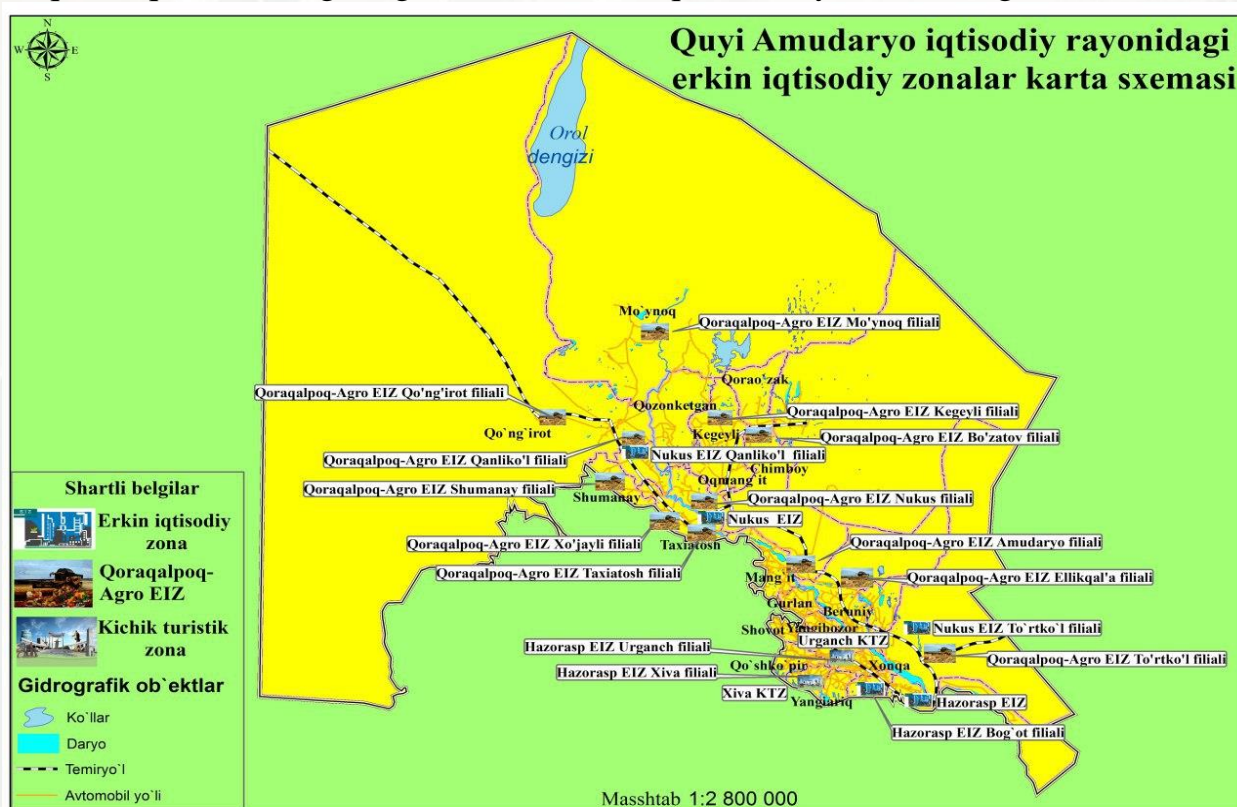 Quyi Amudaryo iqtisodiy rayonidagi
erkin iqtisodiy zonalar karta sxemasi
N
W E
S
Orol
dengizi
Mo`ynoq
Qoraqalpoq-Agro EIZ Mo'ynoq filiali
Qorao`zak
Qoraqalpoq-Agro EIZ Qo'ng'irot filiali
Qozonketgan
Qoraqalpoq-Agro EIZ Kegeyli filiali
Qo`ng`irot
Kegeyli
Qoraqalpoq-Agro EIZ Bo'zatov filiali
Qoraqalpoq-Agro EIZ Qanliko'l filiali
Nukus EIZ Qanliko'l filiali
Chimboy
Oqmang`it
Qoraqalpoq-Agro EIZ Shumanay filiali
Shumanay
Qoraqalpoq-Agro EIZ Nukus filiali
Nukus EIZ
Qoraqalpoq-Agro EIZ Xo'jayli filiali
Taxiatosh
Qoraqalpoq-Agro EIZ Amudaryo filiali
Qoraqalpoq-Agro EIZ Taxiatosh filiali
Mang`it
Qoraqalpoq-Agro EIZ Ellikqal'a filiali
Gurlan
Beruniy
Shovot
Yangibozor
Nukus EIZ To`rtko`l filiali
Urganch KTZ
Hazorasp EIZ Urganch filiali
Qo`shko`pir
Xonqa
Qoraqalpoq-Agro EIZ To'rtko'l filiali
Hazorasp EIZ Xiva filiali
Xiva KTZ
Yangiariq
Hazorasp EIZ
Hazorasp EIZ Bog`ot filiali
Shartli belgilar
Erkin iqtisodiy
zona
Qoraqalpoq-
Agro EIZ
Kichik turistik
zona
Gidrografik ob`ektlar
Ko`llar
Daryo
Temiryo`l
Avtomobil yo`li
Masshtab 1:2 800 000